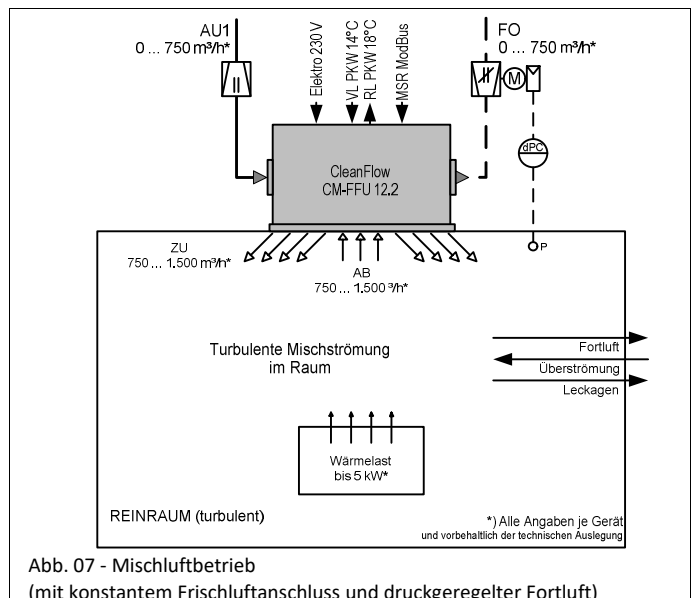 AU1
0 ... 750 m³/h*
Elektro 230 V
VL PKW 14°C
RL PKW 18°C
MSR ModBus
FO
0 ... 750 m³/h*
M
dPC
CleanFlow
CM-FFU 12.2
P
ZU
750 ... 1.500 m³/h*
AB
750 ... 1.500 ³/h*
Turbulente Mischströmung
im Raum
Fortluft
Überströmung
Leckagen
Wärmelast
bis 5 kW*
REINRAUM (turbulent)
*) Alle Angaben je Gerät
und vorbehaltlich der technischen Auslegung
Abb. 07 - Mischluftbetrieb
(mit konstantem Frischluftanschluss und druckgeregelter Fortluft)